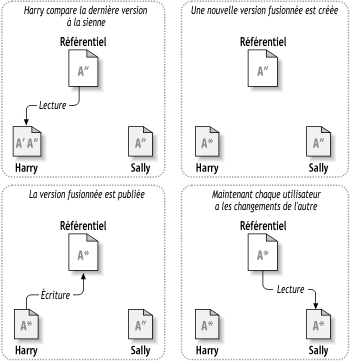 Harry compare la dernière version
à la sienne
Référentiel
A"
Lecture
A' A"
A"
Harry
Sally
Une nouvelle version fusionnée est créée
Référentiel
A"
A*
A"
Harry
Sally
La version fusionnée est publiée
Référentiel
A*
Écriture
A*
A"
Harry
Sally
Maintenant chaque utilisateur
a les changements de l'autre
Référentiel
A*
Lecture
A*
A*
Harry
Sally